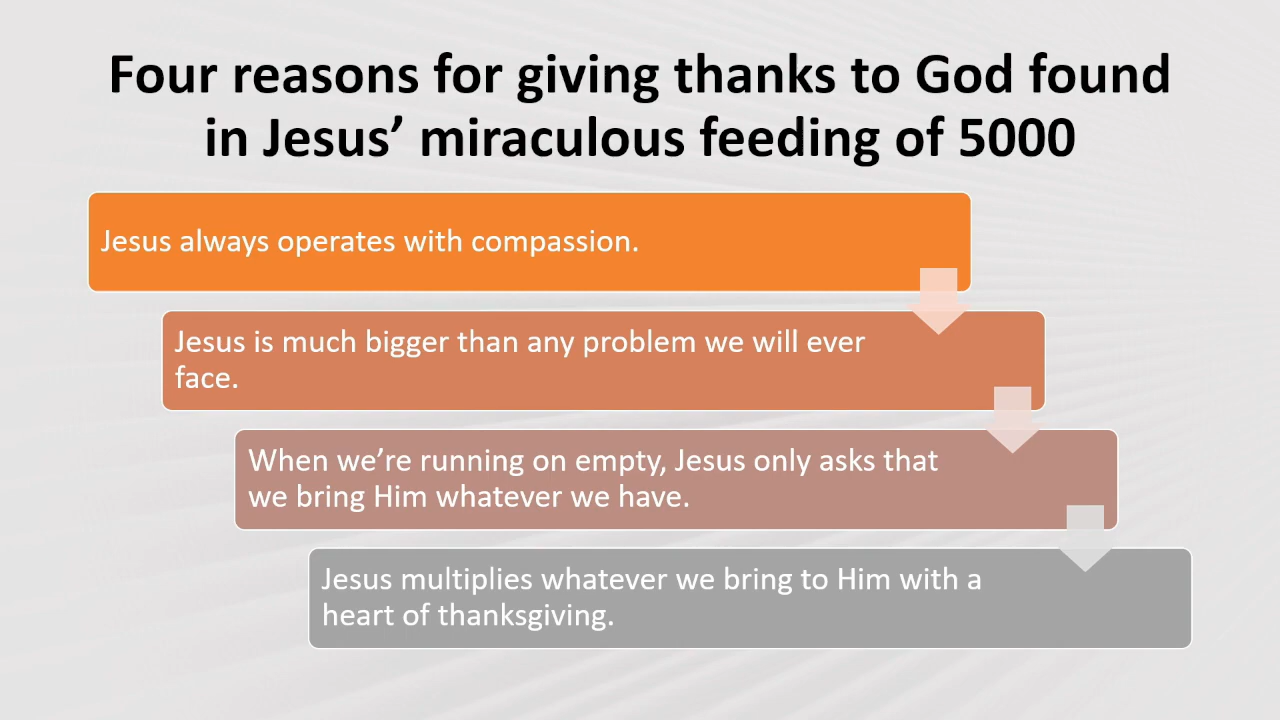 Four reasons for giving thanks to God found
in Jesus’ miraculous feeding of 5000
Jesus always operates with compassion.
Jesus is much bigger than any problem we will ever
face.
When we’re running on empty, Jesus only asks that
we bring Him whatever we have.
Jesus multiplies whatever we bring to Him with a
heart of thanksgiving.